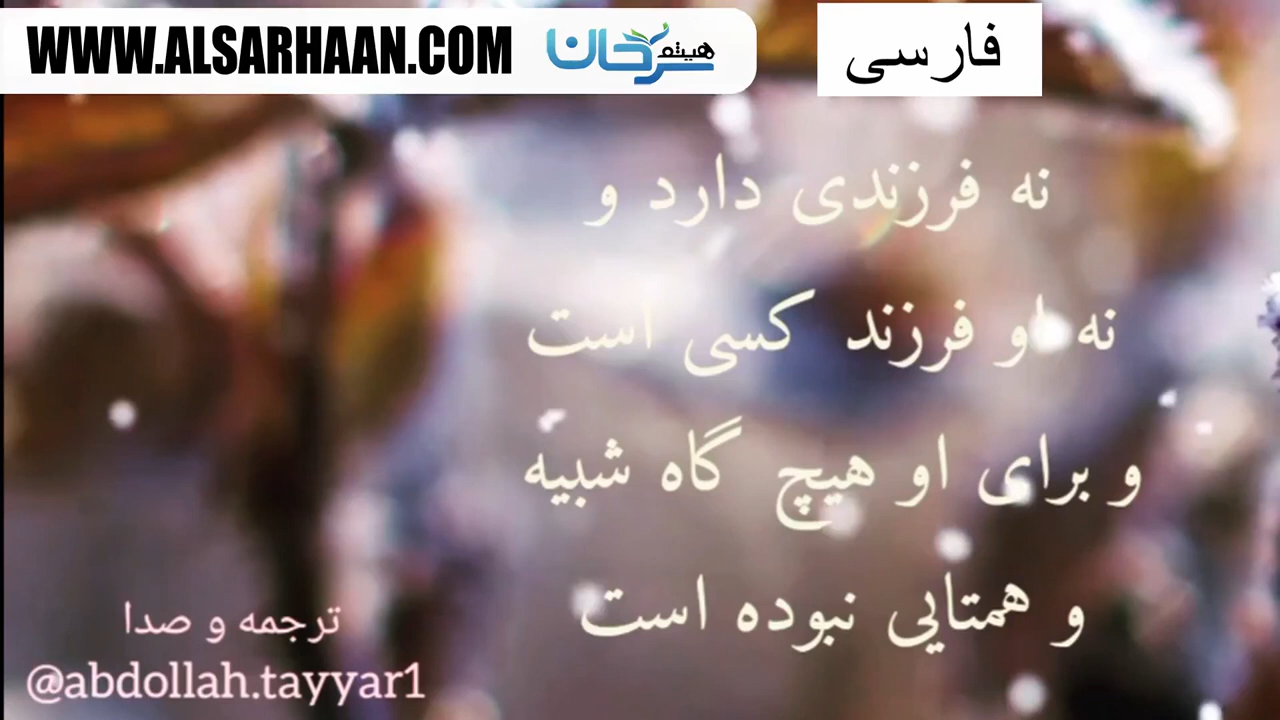 WWW.ALSARHAAN.COM
هيثم سرحان
فارسی
نه فرزندی دارد و
نه او فرزند کسی است
و برای او هیچ گاه شبیه
و همتایی نبوده است
ترجمه و صدا
@abdollah.tayyar1